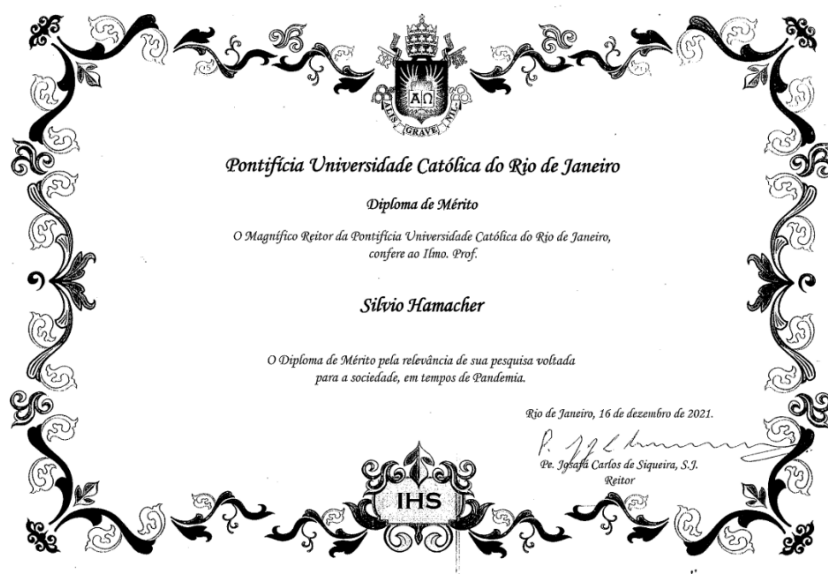 ΑΩ
ALIS GRAVE NIL
Pontifícia Universidade Católica do Rio de Janeiro
Diploma de Mérito
O Magnífico Reitor da Pontifícia Universidade Católica do Rio de Janeiro,
confere ao Ilmo. Prof.
Silvio Hamacher
O Diploma de Mérito pela relevância de sua pesquisa voltada
para a sociedade, em tempos de Pandemia.
Rio de Janeiro, 16 de dezembro de 2021.
Pe. Josafá Carlos de Siqueira, S.J.
Reitor
IHS